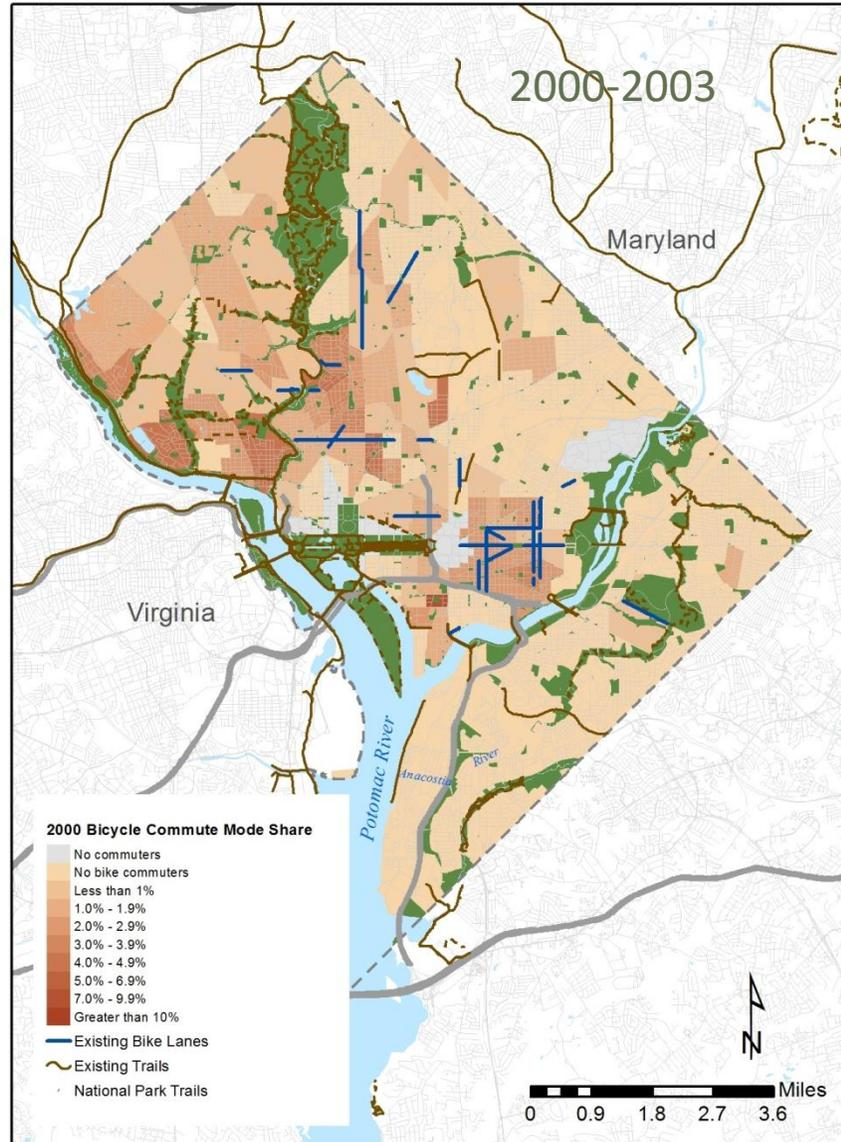 2000-2003
Maryland
Virginia
Potomac River
Anacostia River
2000 Bicycle Commute Mode Share
No commuters
No bike commuters
Less than 1%
1.0% - 1.9%
2.0% - 2.9%
3.0% - 3.9%
4.0% - 4.9%
5.0% - 6.9%
7.0% - 9.9%
Greater than 10%
Existing Bike Lanes
Existing Trails
National Park Trails
N
Miles
0 0.9 1.8 2.7 3.6